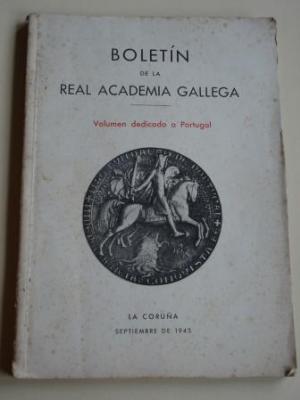 BOLETÍN
DE LA
REAL ACADEMIA GALLEGA
Volumen dedicado a Portugal
LA CORUÑA
SEPTIEMBRE DE 1945